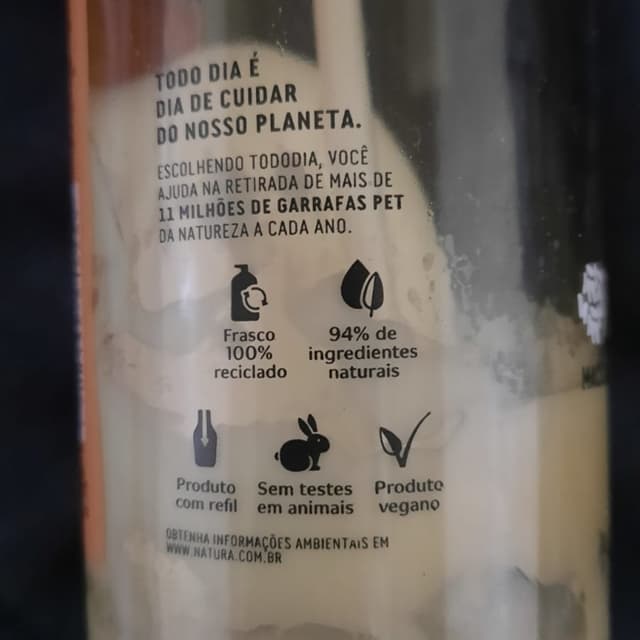 TODO DIA É
DIA DE CUIDAR
DO NOSSO PLANETA.
ESCOLHENDO TODODIA, VOCÊ
AJUDA NA RETIRADA DE MAIS DE
11 MILHÕES DE GARRAFAS PET
DA NATUREZA A CADA ANO.
Frasco
100%
reciclado
94% de
ingredientes
naturais
Produto
com refil
Sem testes
em animais
Produto
vegano
OBTENHA INFORMAÇÕES AMBIENTAIS EM
WWW.NATURA.COM.BR